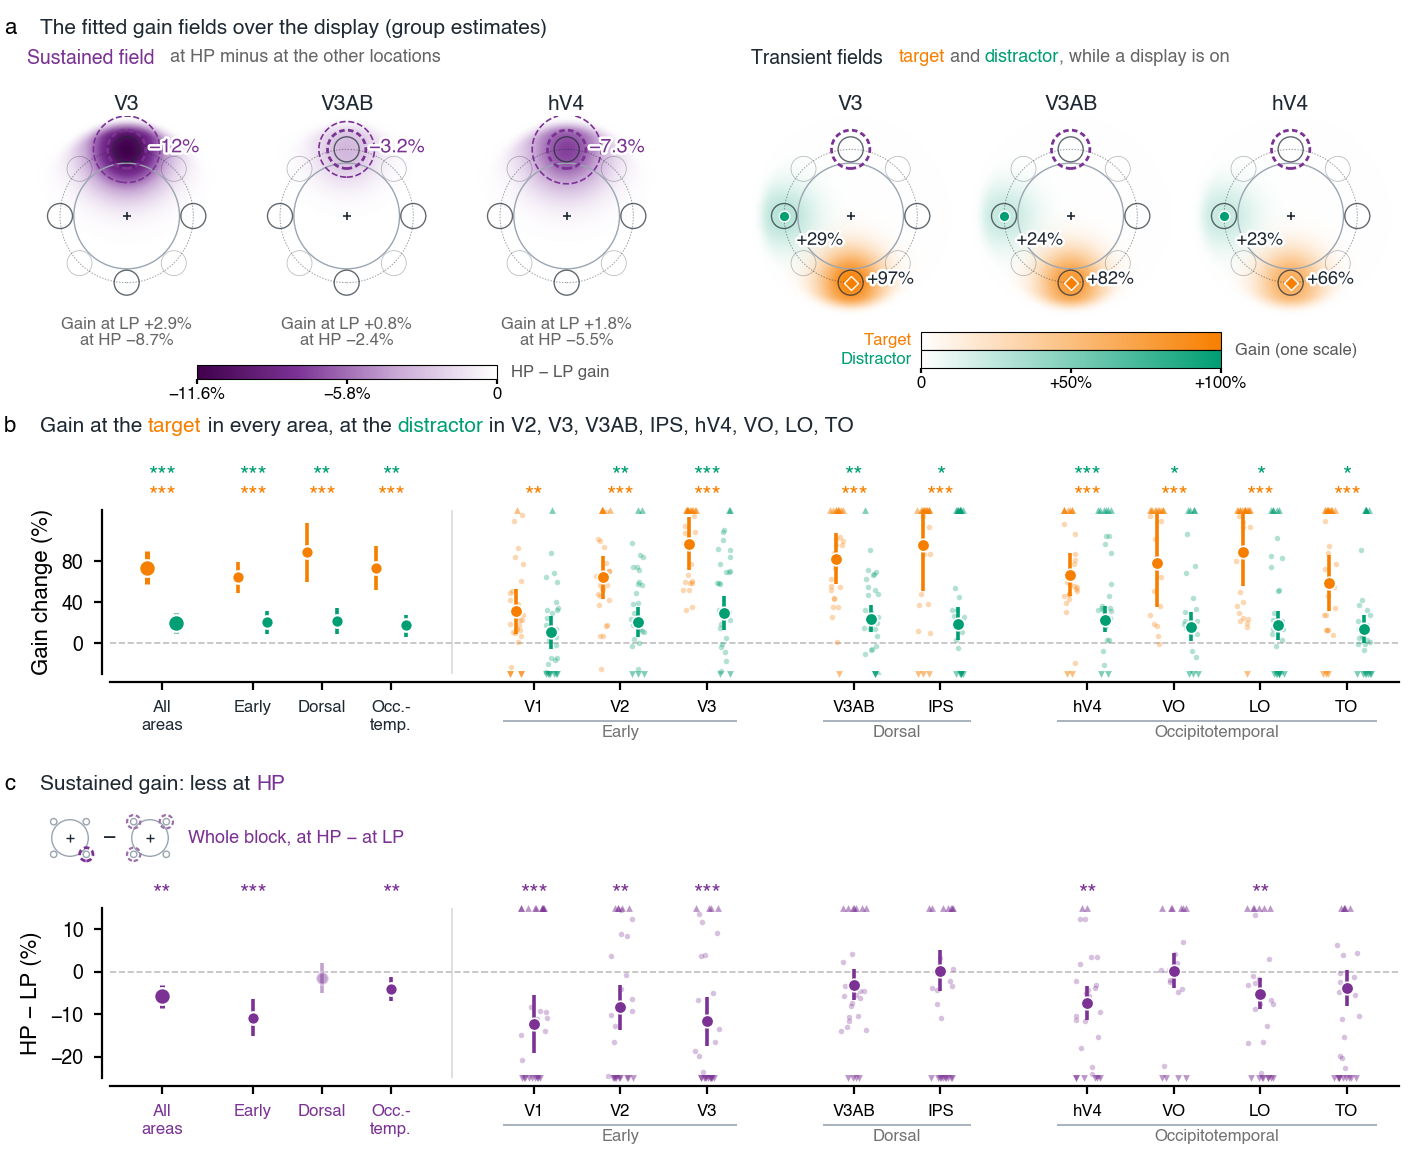 a The fitted gain fields over the display (group estimates)
Sustained field at HP minus at the other locations
Transient fields target and distractor, while a display is on
V3 V3AB hV4
V3 V3AB hV4
−12% −3.2% −7.3%
+29% +24% +23%
+97% +82% +66%
Gain at LP +2.9%
at HP −8.7%
Gain at LP +0.8%
at HP −2.4%
Gain at LP +1.8%
at HP −5.5%
HP − LP gain
−11.6% −5.8% 0
Target
Distractor
Gain (one scale)
0 +50% +100%
b Gain at the target in every area, at the distractor in V2, V3, V3AB, IPS, hV4, VO, LO, TO
*** *** ** ** ** *** ** * *** * * *
*** *** *** *** ** *** *** *** *** *** *** *** ***
Gain change (%)
80
40
0
All areas Early Dorsal Occ.-temp. V1 V2 V3 V3AB IPS hV4 VO LO TO
Early Dorsal Occipitotemporal
c Sustained gain: less at HP
− Whole block, at HP − at LP
** *** ** *** ** *** ** **
HP − LP (%)
10
0
−10
−20
All areas Early Dorsal Occ.-temp. V1 V2 V3 V3AB IPS hV4 VO LO TO
Early Dorsal Occipitotemporal